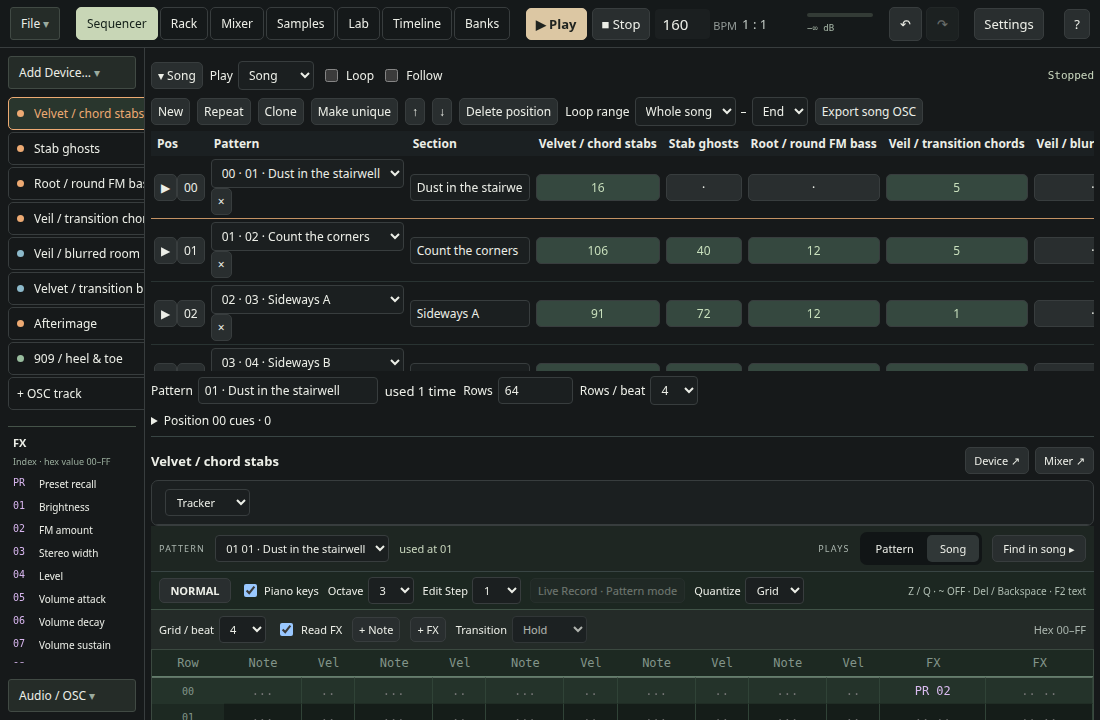 File ▾ Sequencer Rack Mixer Samples Lab Timeline Banks ▶ Play ■ Stop 160 BPM 1 : 1 −∞ dB ↶ ↷ Settings ?
Add Device... ▾
Velvet / chord stabs
Stab ghosts
Root / round FM bas
Veil / transition chor
Veil / blurred room
Velvet / transition b
Afterimage
909 / heel & toe
+ OSC track
FX
Index · hex value 00–FF
PR Preset recall
01 Brightness
02 FM amount
03 Stereo width
04 Level
05 Volume attack
06 Volume decay
07 Volume sustain
--
Audio / OSC ▾
▾ Song Play Song Loop Follow Stopped
New Repeat Clone Make unique ↑ ↓ Delete position Loop range Whole song – End Export song OSC
Pos Pattern Section Velvet / chord stabs Stab ghosts Root / round FM bass Veil / transition chords Veil / blur
▶ 00 00 · 01 · Dust in the stairwell × Dust in the stairwe 16 · · 5 ·
▶ 01 01 · 02 · Count the corners × Count the corners 106 40 12 5
▶ 02 02 · 03 · Sideways A × Sideways A 91 72 12 1 ·
03 · 04 · Sideways B
Pattern 01 · Dust in the stairwell used 1 time Rows 64 Rows / beat 4
▶ Position 00 cues · 0
Velvet / chord stabs Device ↗ Mixer ↗
Tracker
PATTERN 01 01 · Dust in the stairwell used at 01 PLAYS Pattern Song Find in song ▸
NORMAL Piano keys Octave 3 Edit Step 1 Live Record · Pattern mode Quantize Grid Z / Q · ~ OFF · Del / Backspace · F2 text
Grid / beat 4 Read FX + Note + FX Transition Hold Hex 00–FF
Row Note Vel Note Vel Note Vel Note Vel Note Vel FX FX
00 ... .. ... .. ... .. ... .. ... .. PR 02 .. ..
01